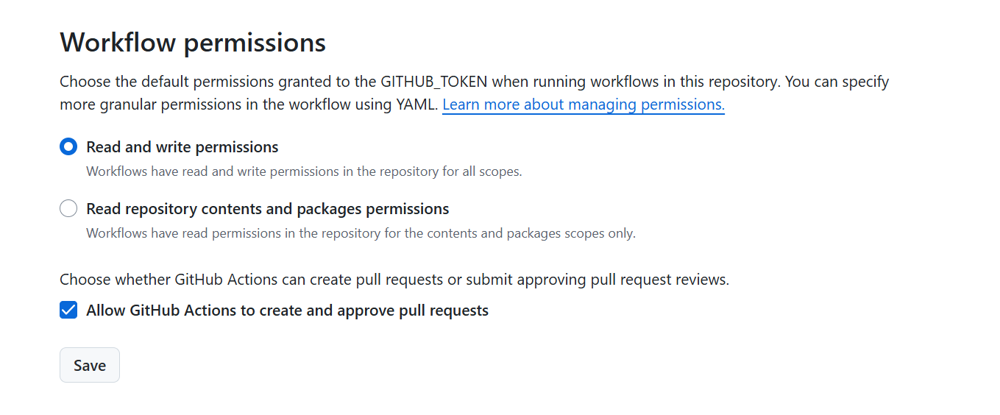 Workflow permissions
Choose the default permissions granted to the GITHUB_TOKEN when running workflows in this repository. You can specify
more granular permissions in the workflow using YAML. Learn more about managing permissions.
Read and write permissions
Workflows have read and write permissions in the repository for all scopes.
Read repository contents and packages permissions
Workflows have read permissions in the repository for the contents and packages scopes only.
Choose whether GitHub Actions can create pull requests or submit approving pull request reviews.
Allow GitHub Actions to create and approve pull requests
Save